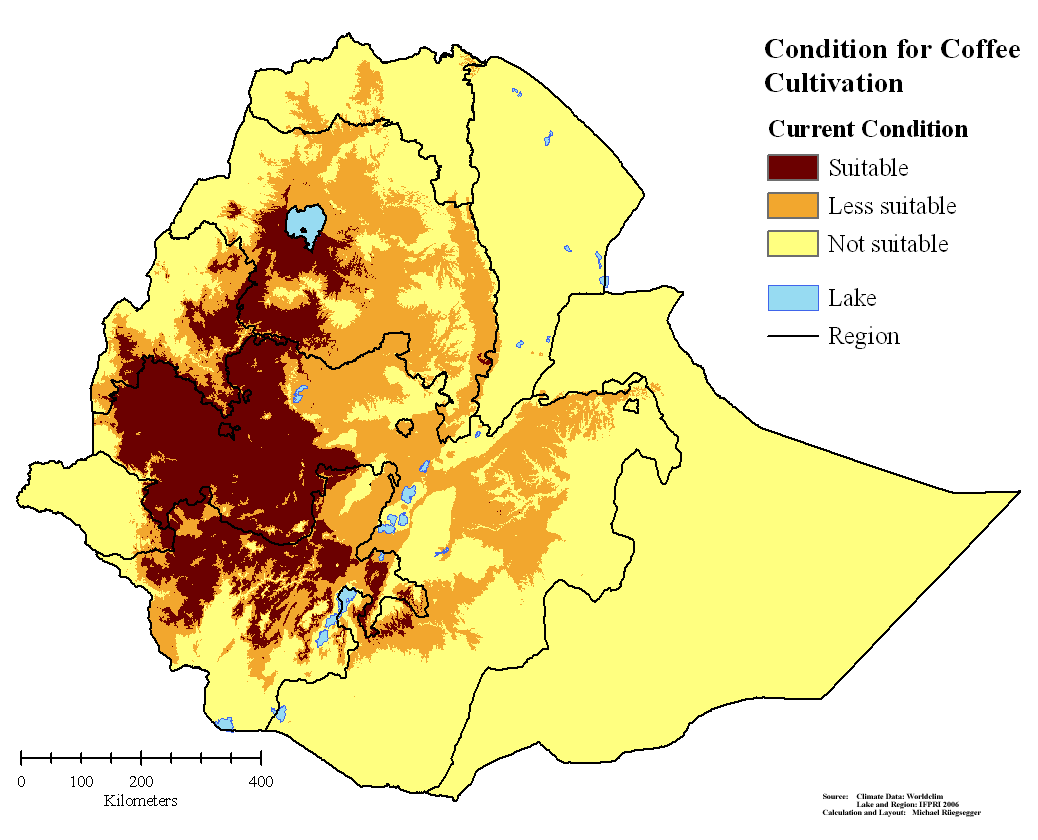 Condition for Coffee
Cultivation
Current Condition
Suitable
Less suitable
Not suitable
Lake
Region
0 100 200 400
Kilometers
Source: Climate Data: Worldclim
Lake and Region: IFPRI 2006
Calculation and Layout: Michael Rüegsegger